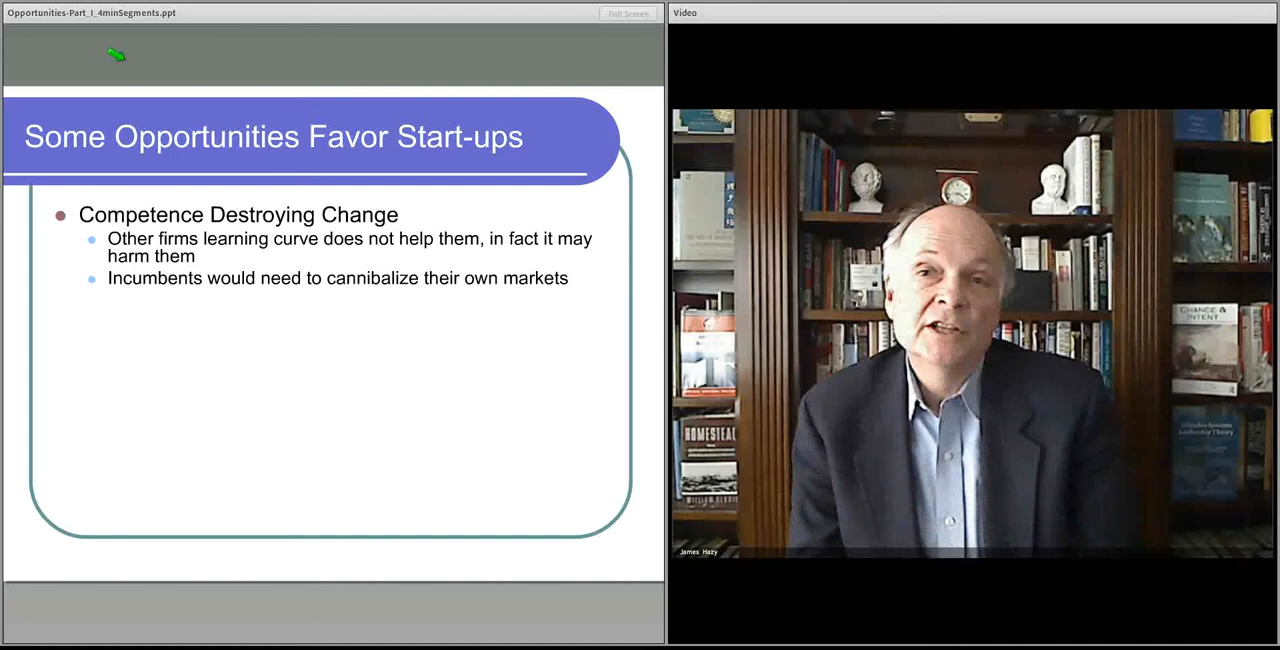 Opportunities-Part_I_4minSegments.ppt
Full Screen
Video
Some Opportunities Favor Start-ups
Competence Destroying Change
Other firms learning curve does not help them, in fact it may
harm them
Incumbents would need to cannibalize their own markets
CHANCE &
INTENT
HOMESTEAD
Leadership Theory
James Hazy